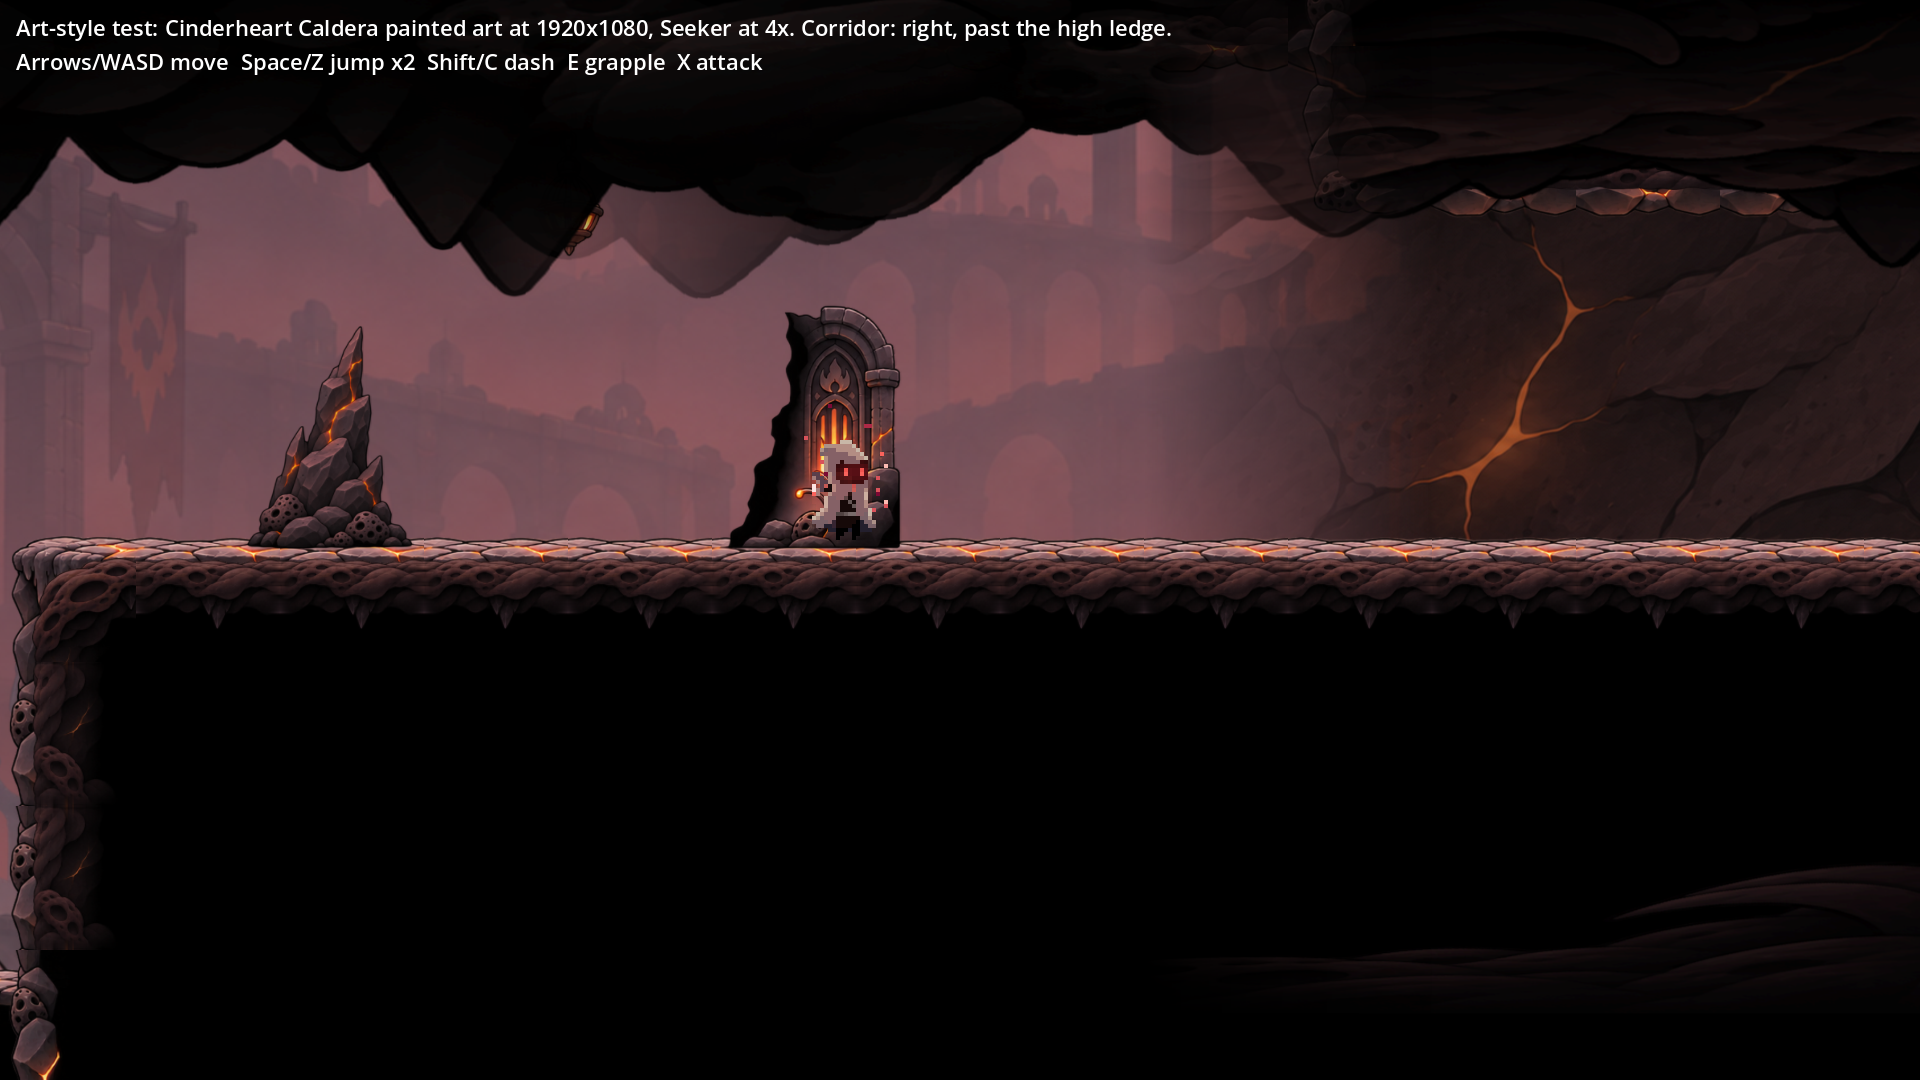 Art-style test: Cinderheart Caldera painted art at 1920x1080, Seeker at 4x. Corridor: right, past the high ledge.
Arrows/WASD move  Space/Z jump x2  Shift/C dash  E grapple  X attack